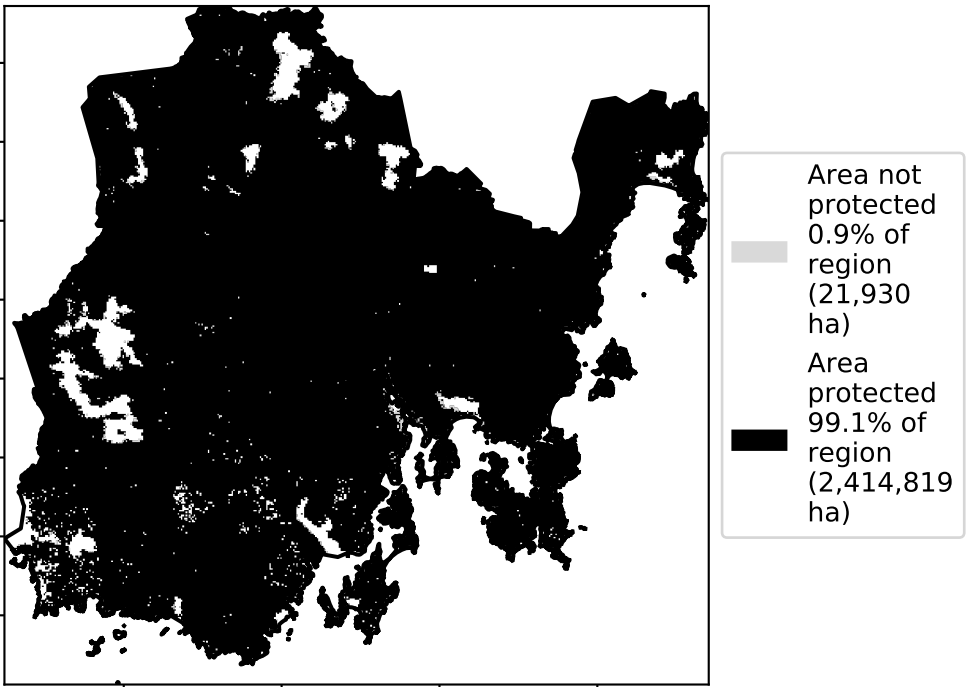 Area not
protected
0.9% of
region
(21,930
ha)
Area
protected
99.1% of
region
(2,414,819
ha)